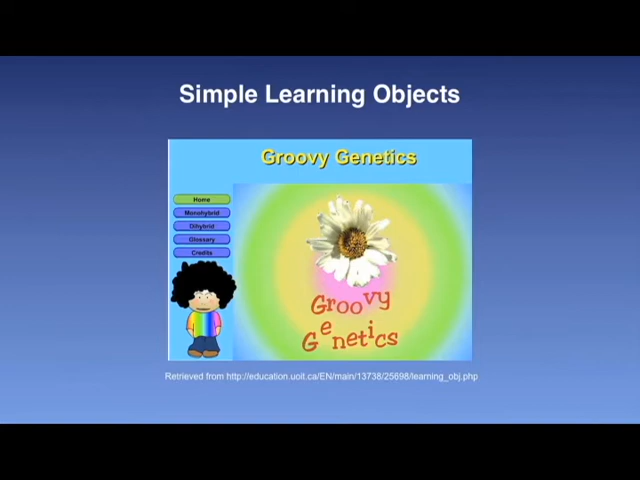 Simple Learning Objects
Groovy Genetics
Home
Monohybrid
Dihybrid
Glossary
Credits
Groovy
Genetics
Retrieved from http://education.uoit.ca/EN/main/13738/25698/learning_obj.php